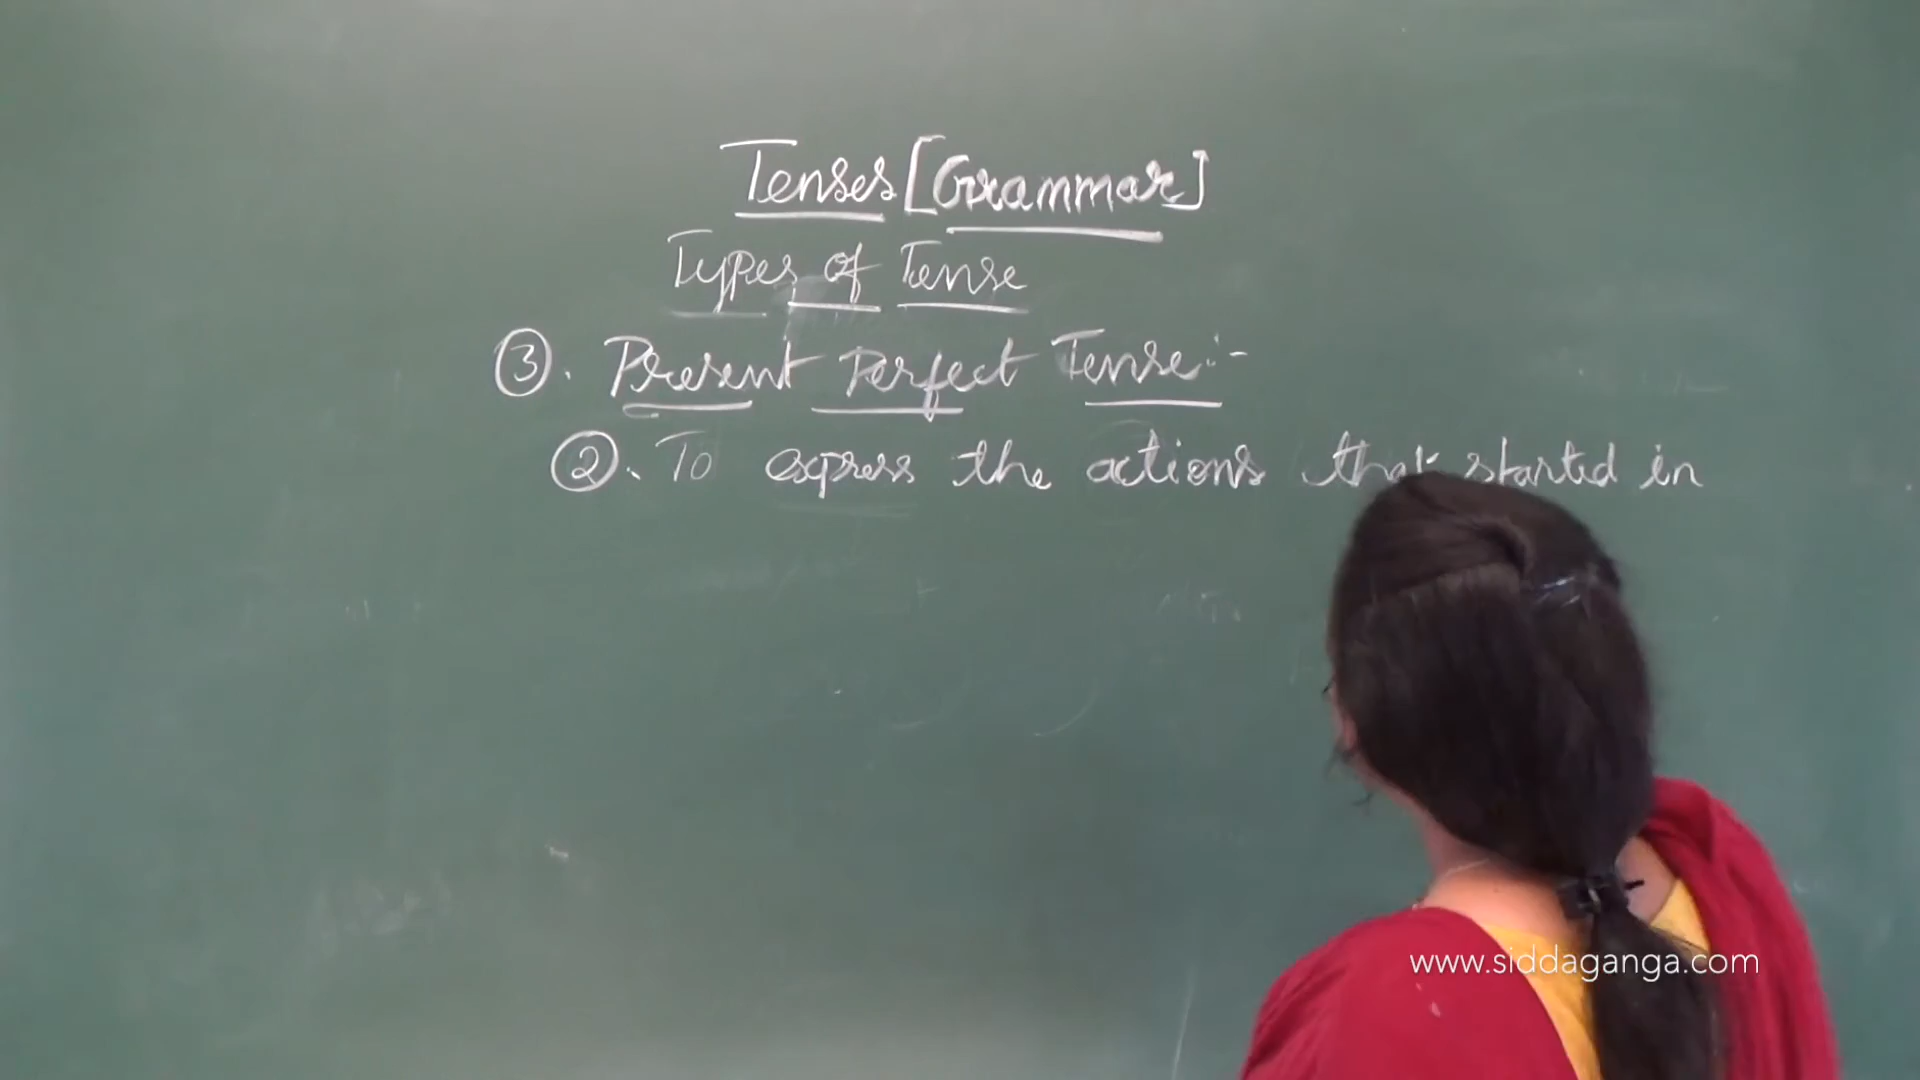 Tenses [Grammar]
Types of Tense
③. Present Perfect Tense:-
②. To express the actions that started in
www.siddaganga.com